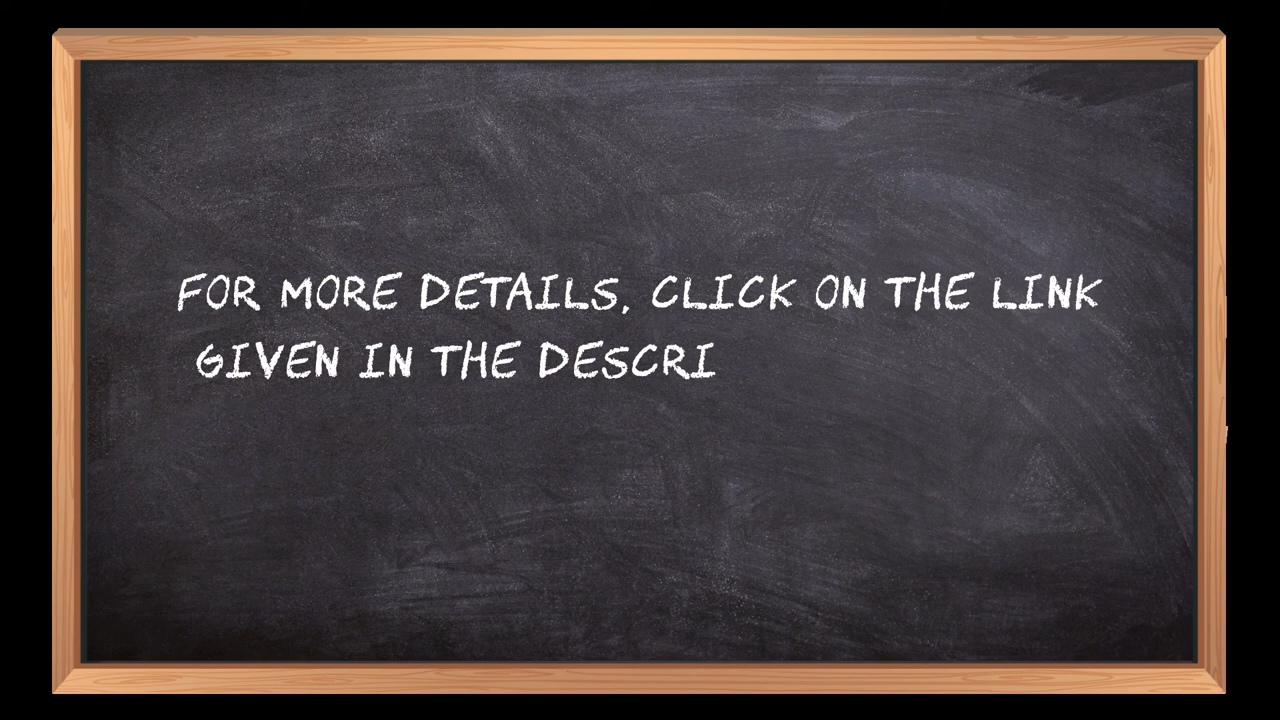 FOR MORE DETAILS, CLICK ON THE LINK
GIVEN IN THE DESCRI